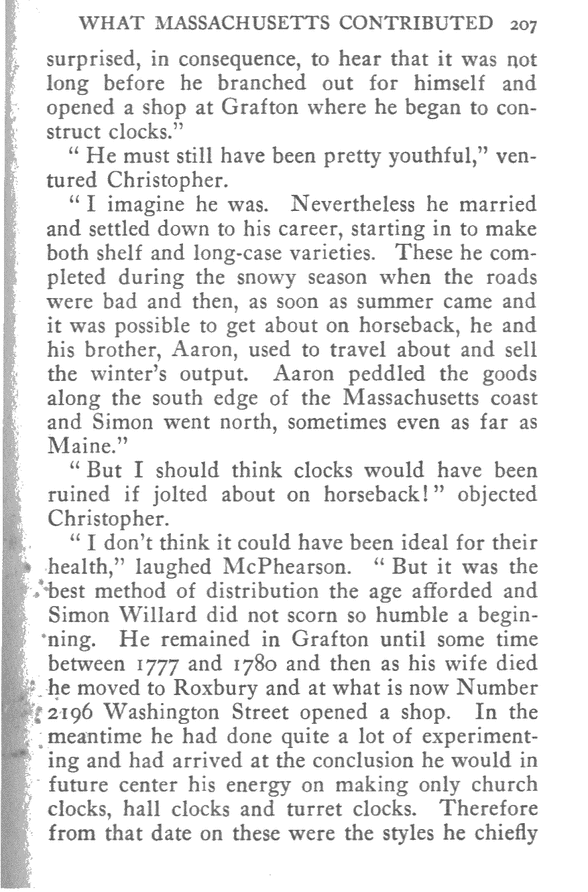 WHAT MASSACHUSETTS CONTRIBUTED 207
surprised, in consequence, to hear that it was not
long before he branched out for himself and
opened a shop at Grafton where he began to con-
struct clocks.”
“ He must still have been pretty youthful,” ven-
tured Christopher.
“ I imagine he was. Nevertheless he married
and settled down to his career, starting in to make
both shelf and long-case varieties. These he com-
pleted during the snowy season when the roads
were bad and then, as soon as summer came and
it was possible to get about on horseback, he and
his brother, Aaron, used to travel about and sell
the winter’s output. Aaron peddled the goods
along the south edge of the Massachusetts coast
and Simon went north, sometimes even as far as
Maine.”
“ But I should think clocks would have been
ruined if jolted about on horseback! ” objected
Christopher.
“ I don’t think it could have been ideal for their
health,” laughed McPhearson. “ But it was the
best method of distribution the age afforded and
Simon Willard did not scorn so humble a begin-
ning. He remained in Grafton until some time
between 1777 and 1780 and then as his wife died
he moved to Roxbury and at what is now Number
2196 Washington Street opened a shop. In the
meantime he had done quite a lot of experiment-
ing and had arrived at the conclusion he would in
future center his energy on making only church
clocks, hall clocks and turret clocks. Therefore
from that date on these were the styles he chiefly